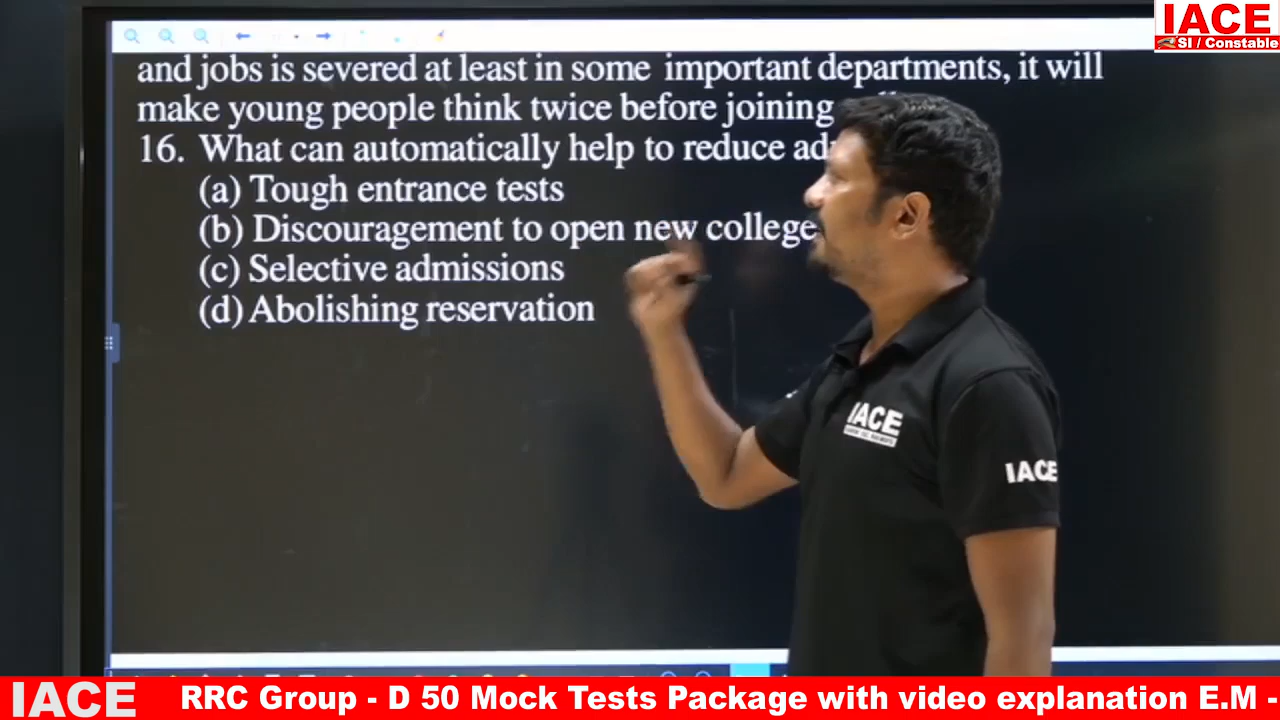 IACE
SI / Constable
and jobs is severed at least in some important departments, it will
make young people think twice before joining
16. What can automatically help to reduce
(a) Tough entrance tests
(b) Discouragement to open new college
(c) Selective admissions
(d) Abolishing reservation
IACE
IACE
IACE RRC Group - D 50 Mock Tests Package with video explanation E.M -